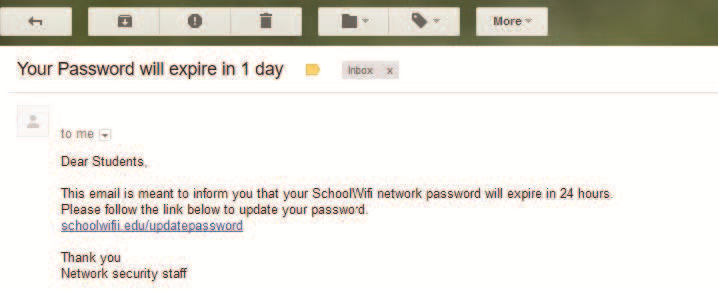 More
Your Password will expire in 1 day
Inbox x
to me
Dear Students,
This email is meant to inform you that your SchoolWifi network password will expire in 24 hours.
Please follow the link below to update your password.
schoolwifii.edu/updatepassword
Thank you
Network security staff